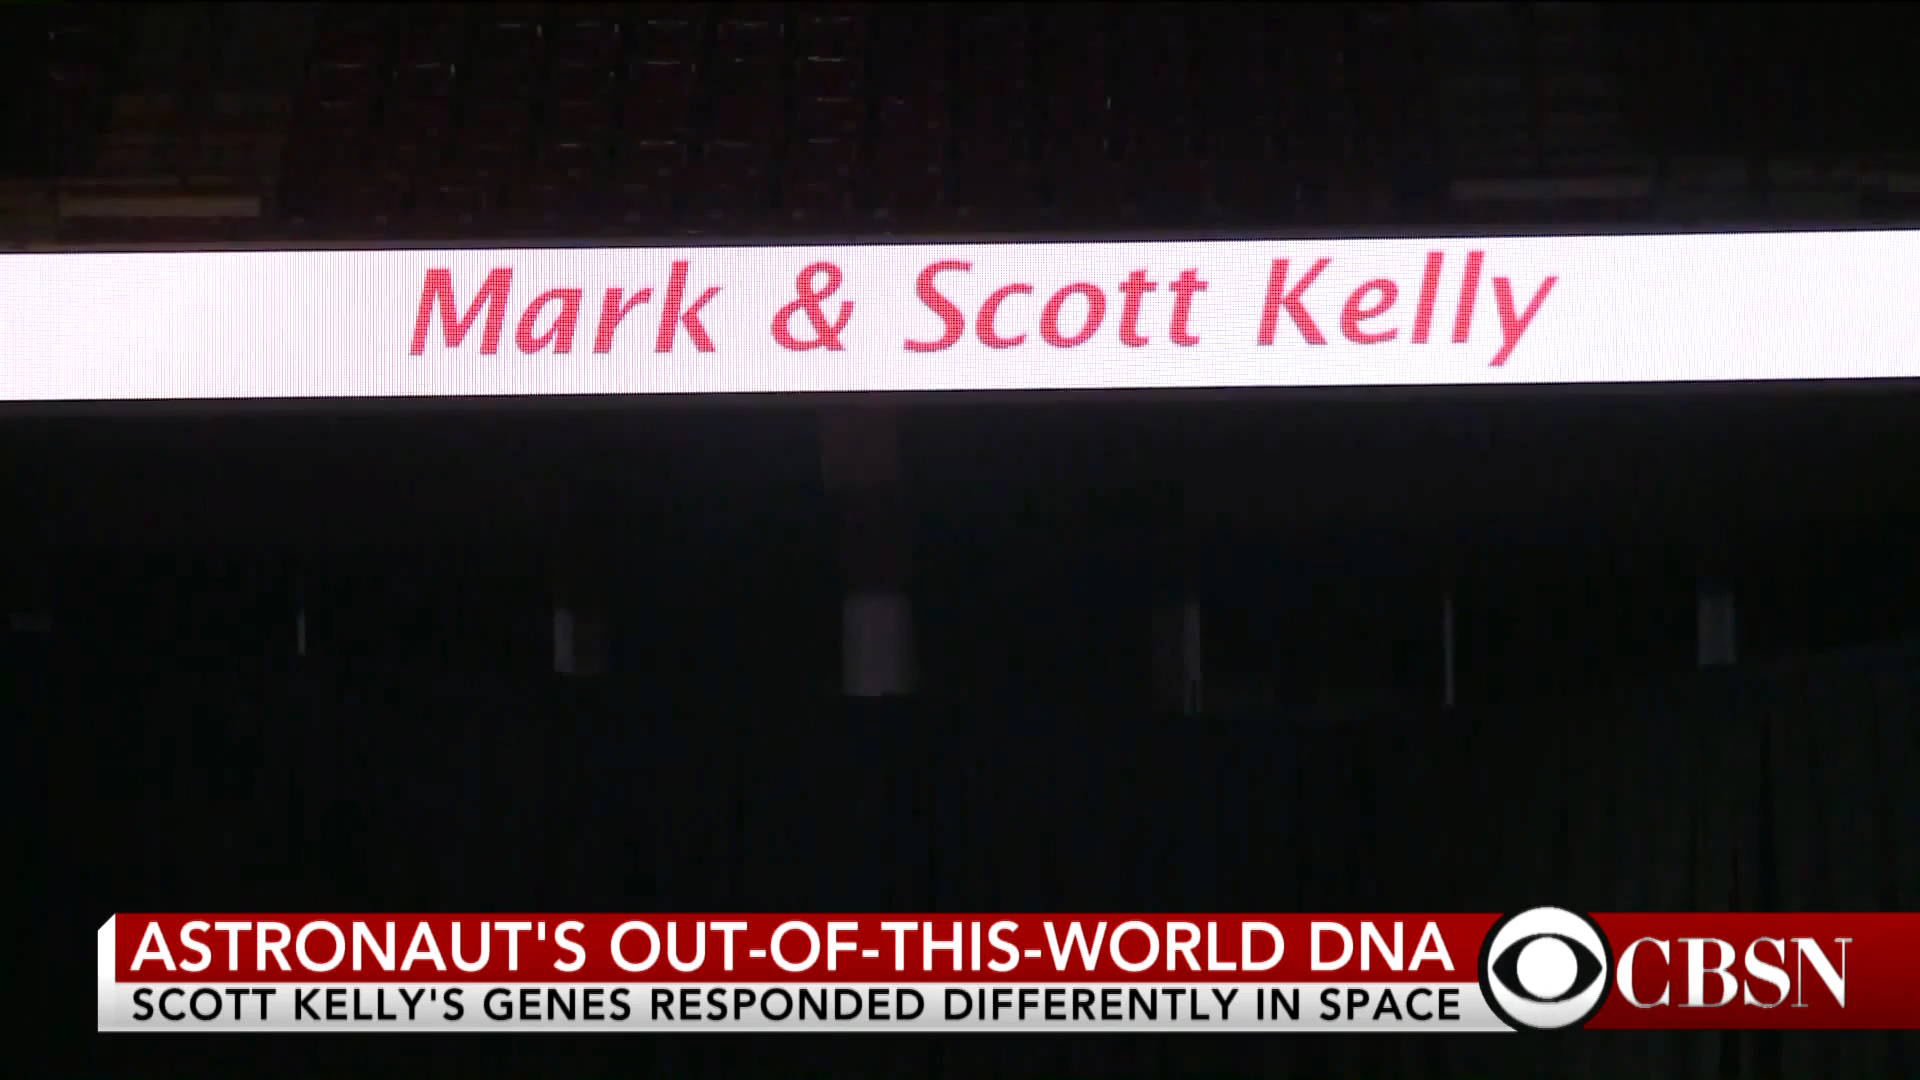 Mark & Scott Kelly
ASTRONAUT'S OUT-OF-THIS-WORLD DNA
SCOTT KELLY'S GENES RESPONDED DIFFERENTLY IN SPACE
CBSN